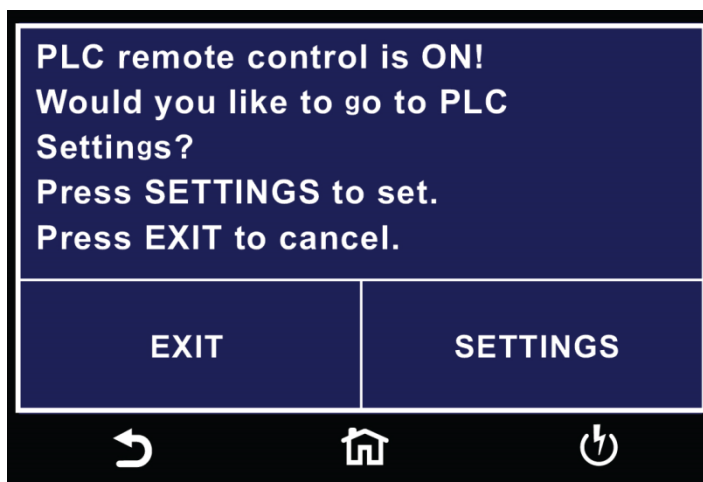 PLC remote control is ON!
Would you like to go to PLC
Settings?
Press SETTINGS to set.
Press EXIT to cancel.
EXIT
SETTINGS